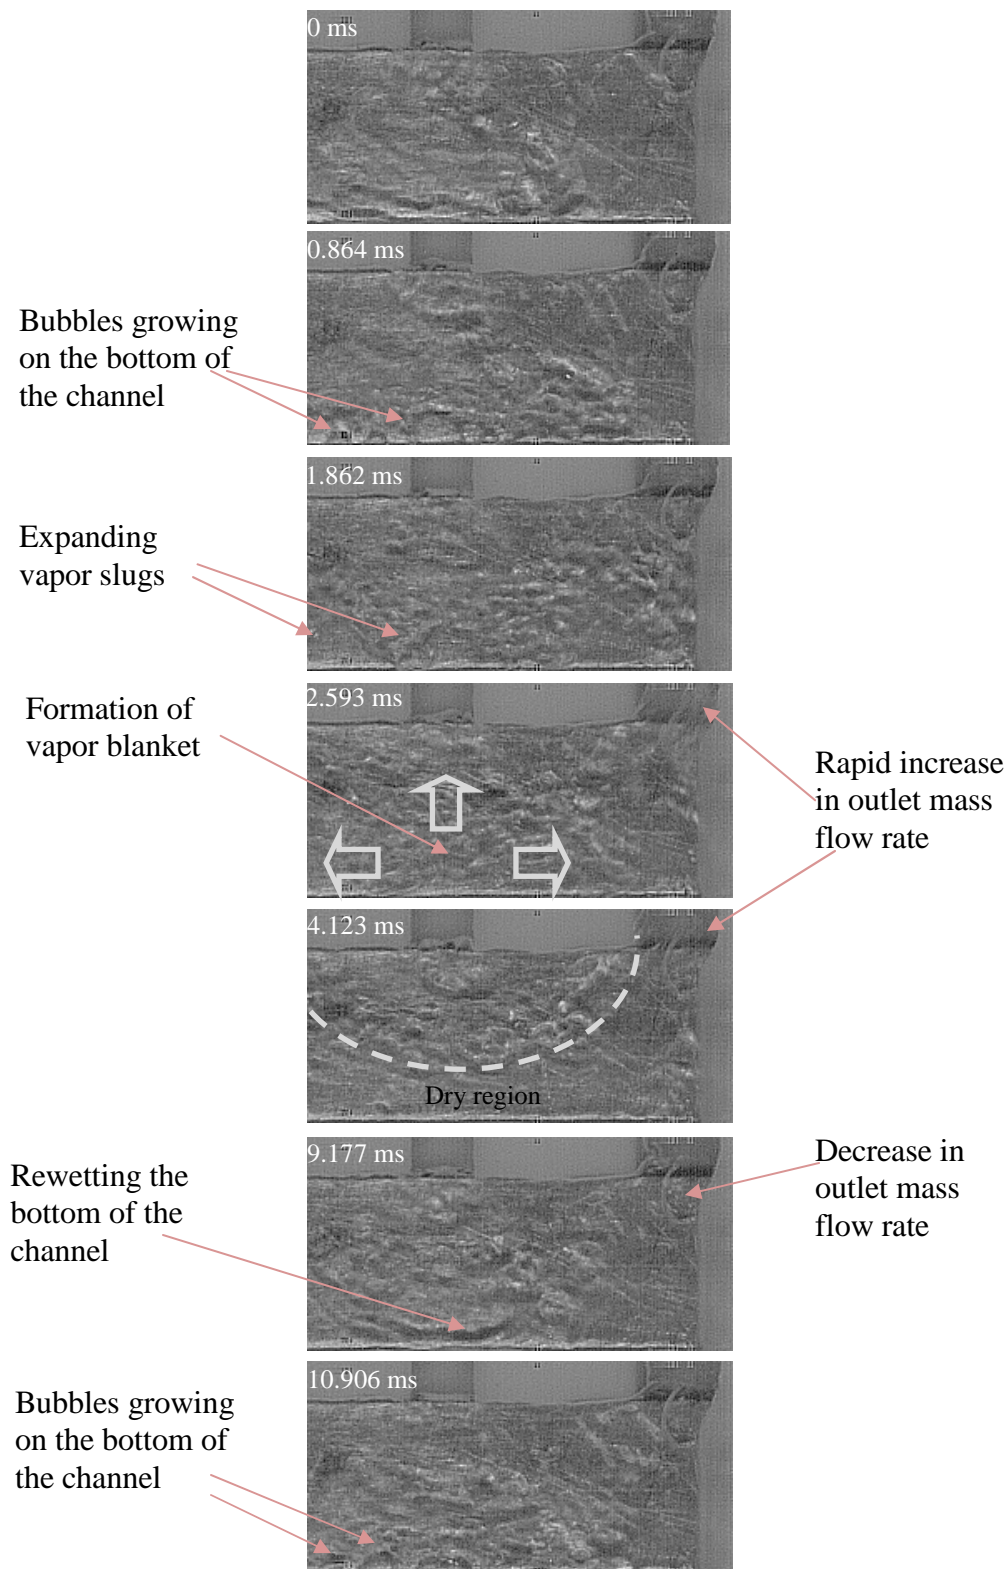 0 ms
0.864 ms
Bubbles growing
on the bottom of
the channel
1.862 ms
Expanding
vapor slugs
2.593 ms
Formation of
vapor blanket
Rapid increase
in outlet mass
flow rate
4.123 ms
Dry region
9.177 ms
Rewetting the
bottom of the
channel
Decrease in
outlet mass
flow rate
10.906 ms
Bubbles growing
on the bottom of
the channel